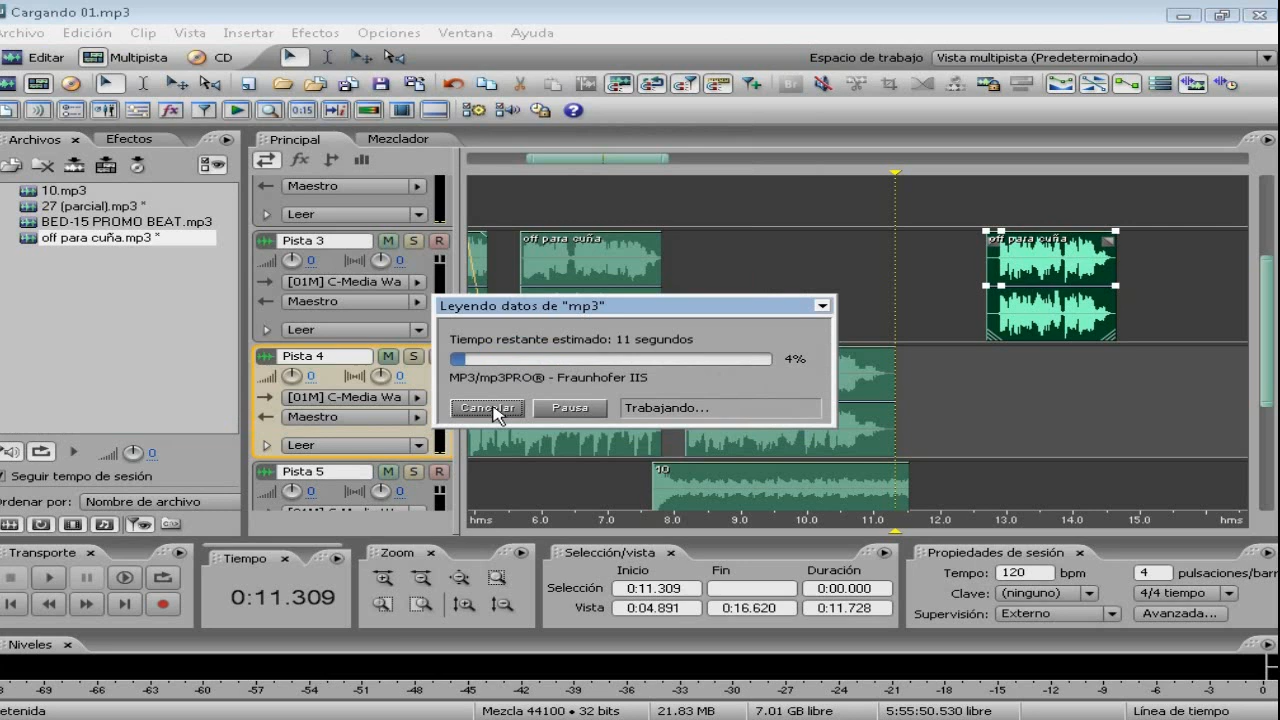 Cargando 01.mp3
Archivo Edición Clip Vista Insertar Efectos Opciones Ventana Ayuda
Editar Multipista CD Espacio de trabajo Vista multipista (Predeterminado)
Archivos Efectos Principal Mezclador
10.mp3
27 (parcial).mp3 *
BED-15 PROMO BEAT.mp3
off para cuña.mp3 *
Maestro
Leer
Pista 3 M S R
0 0
[01M] C-Media Wa
Maestro
Leer
Pista 4 M S
0 0
[01M] C-Media Wa
Maestro
Leer
Pista 5 M S R
0 0
off para cuña
off para cuña
10
hms 6.0 7.0 8.0 9.0 10.0 11.0 12.0 13.0 14.0 15.0 hms
Leyendo datos de "mp3"
Tiempo restante estimado: 11 segundos
4%
MP3/mp3PRO® - Fraunhofer IIS
Cancelar Pausa Trabajando...
0
Seguir tiempo de sesión
Ordenar por: Nombre de archivo
Transporte Tiempo Zoom Selección/vista Propiedades de sesión
0:11.309
Inicio Fin Duración
Selección 0:11.309 0:00.000
Vista 0:04.891 0:16.620 0:11.728
Tempo: 120 bpm 4 pulsaciones/barr
Clave: (ninguno) 4/4 tiempo
Supervisión: Externo Avanzada...
Niveles
-69 -66 -63 -60 -57 -54 -51 -48 -45 -42 -39 -36 -33 -30 -27 -24 -21 -18 -15 -12 -9 -6 -3 0
etenida Mezcla 44100 • 32 bits 21.83 MB 7.01 GB libre 5:55:50.530 libre Línea de tiempo